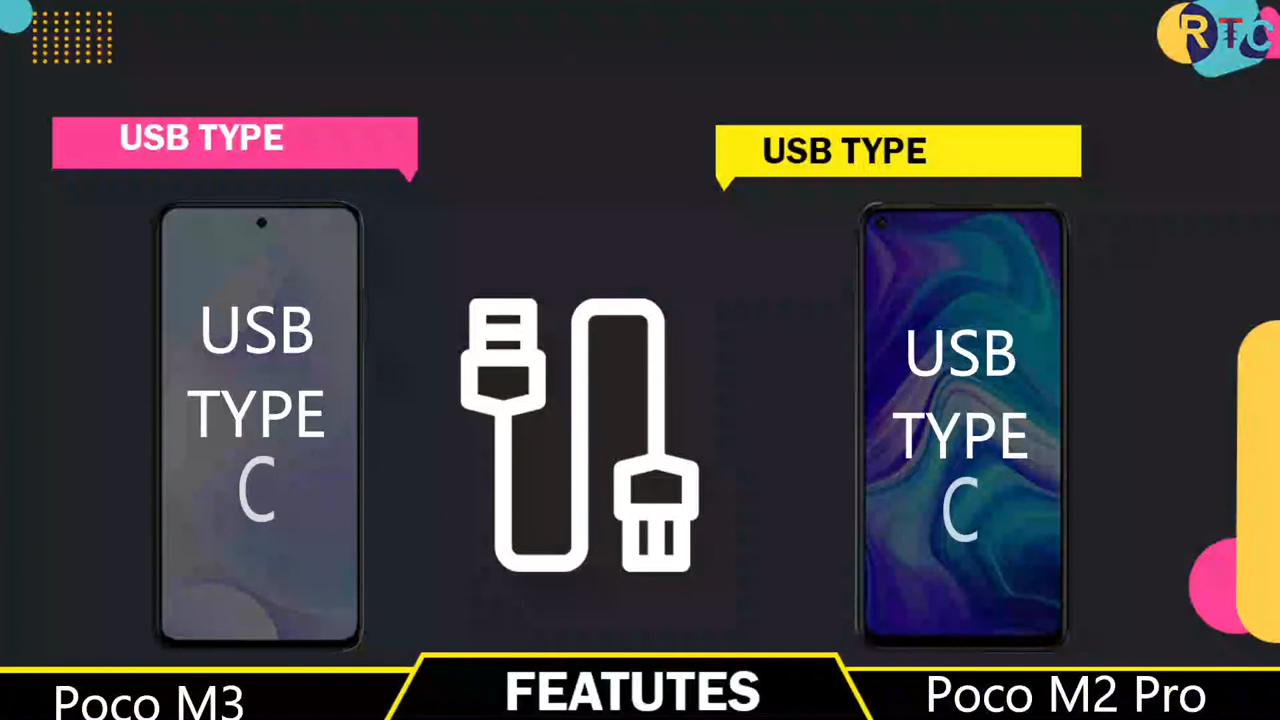 RTC
USB TYPE
USB TYPE
USB
TYPE
C
USB
TYPE
C
Poco M3
FEATUTES
Poco M2 Pro